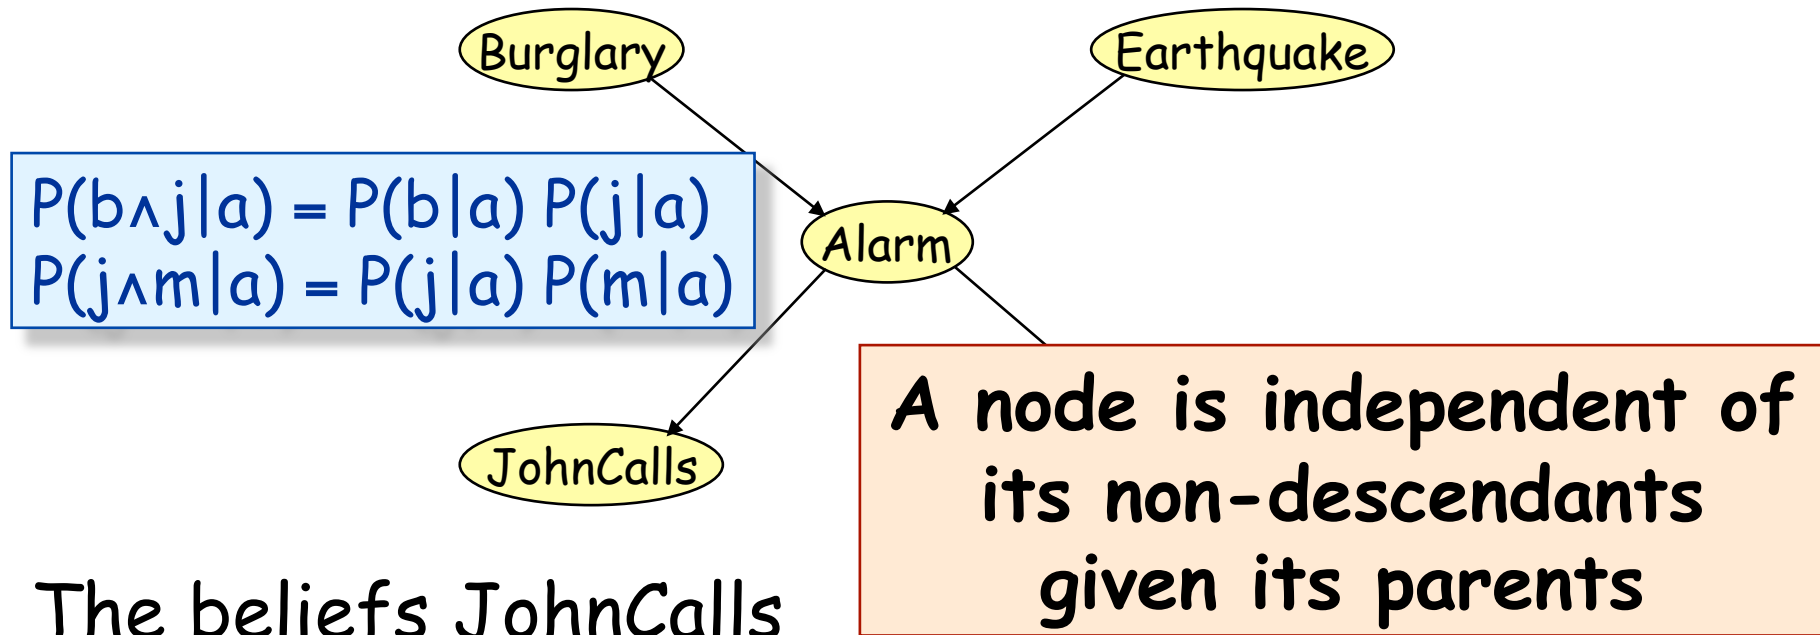 Burglary
Earthquake
P(b∧j|a) = P(b|a) P(j|a)
P(j∧m|a) = P(j|a) P(m|a)
Alarm
A node is independent of
its non-descendants
given its parents
JohnCalls
The beliefs JohnCalls